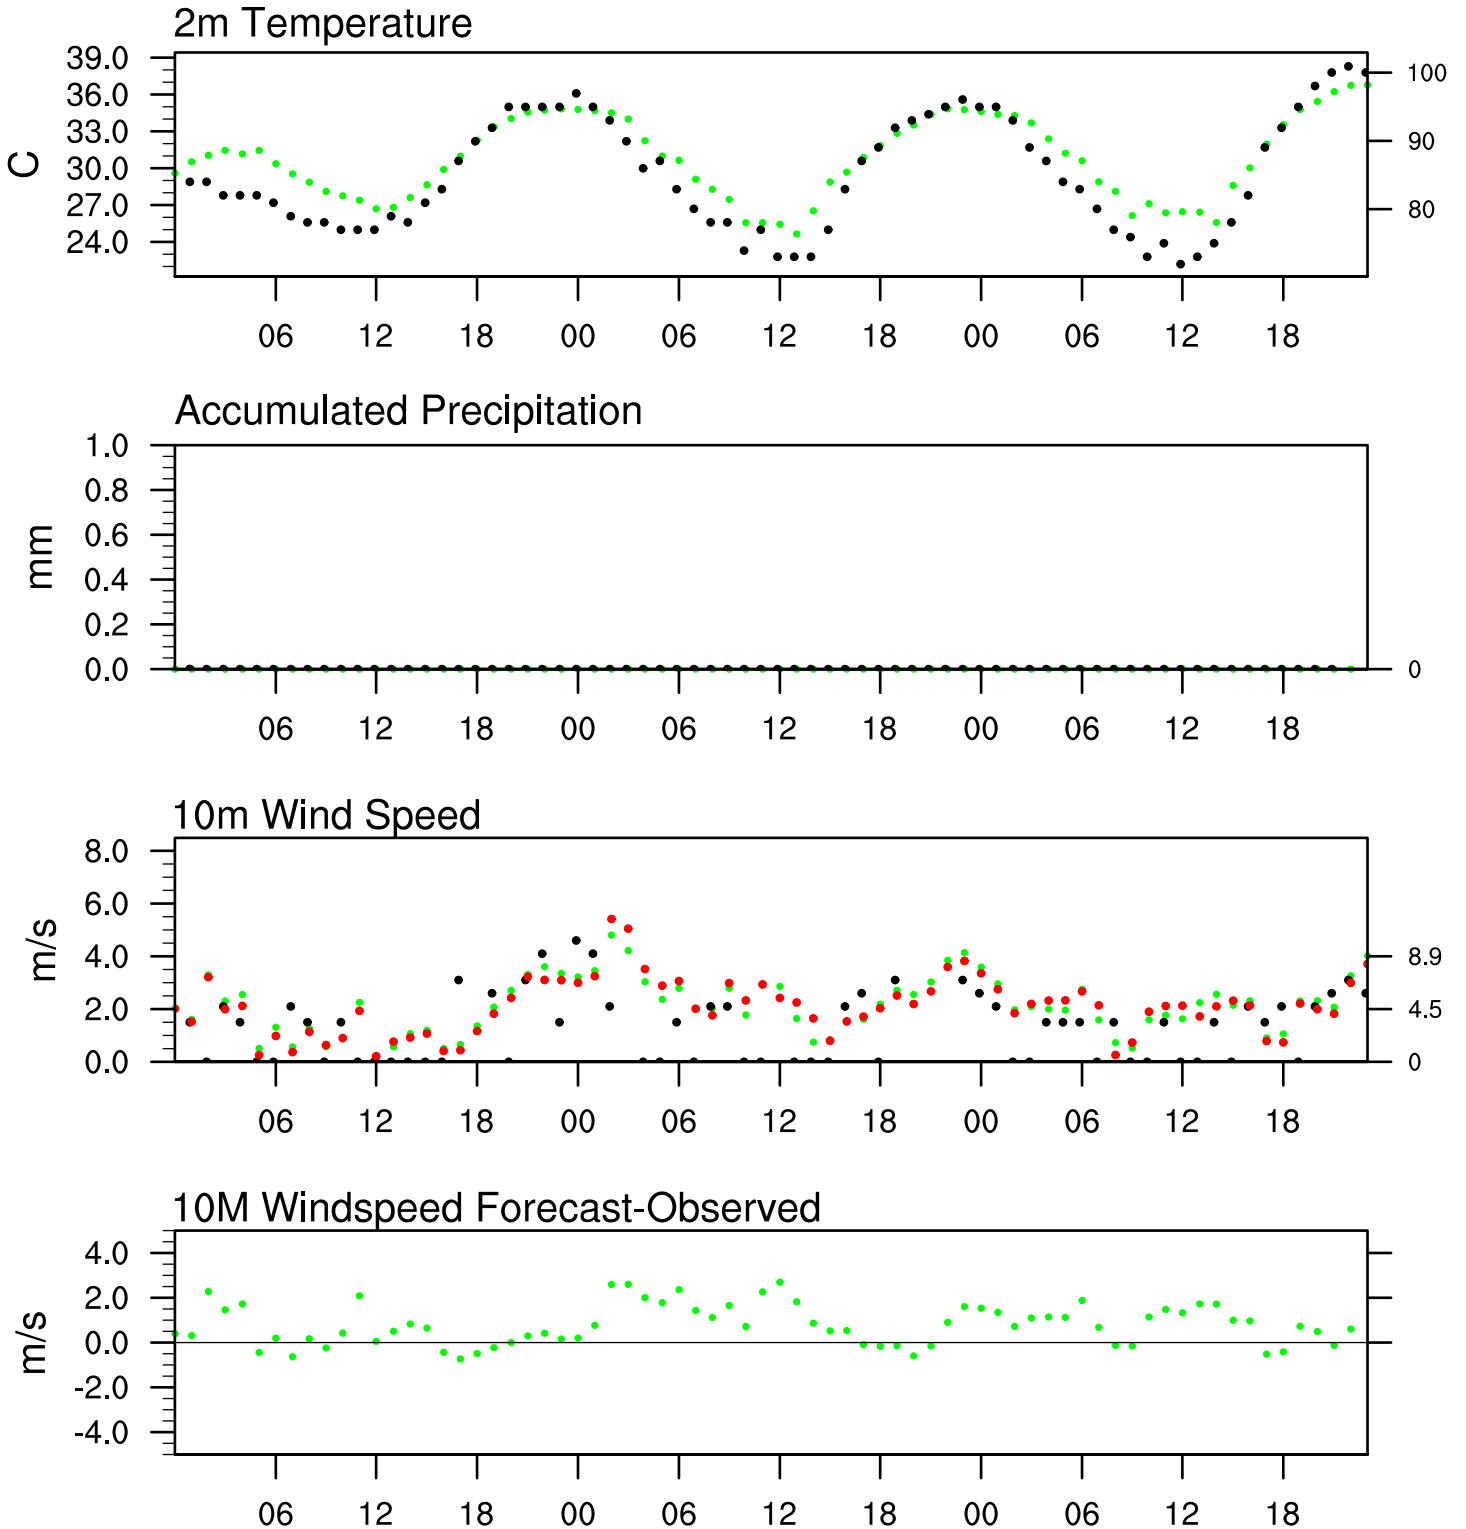 2m Temperature
39.0
36.0
33.0
30.0
27.0
24.0
C
100
90
80
06 12 18 00 06 12 18 00 06 12 18
Accumulated Precipitation
1.0
0.8
0.6
0.4
0.2
0.0
mm
0
06 12 18 00 06 12 18 00 06 12 18
10m Wind Speed
8.0
6.0
4.0
2.0
0.0
m/s
8.9
4.5
0
06 12 18 00 06 12 18 00 06 12 18
10M Windspeed Forecast-Observed
4.0
2.0
0.0
-2.0
-4.0
m/s
06 12 18 00 06 12 18 00 06 12 18